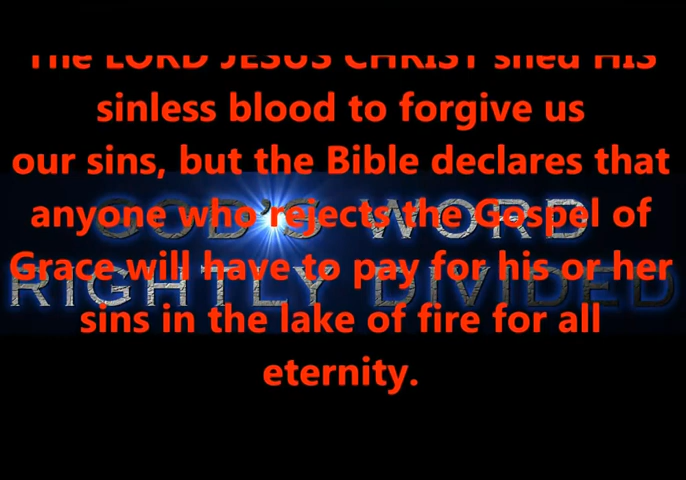 The LORD JESUS CHRIST shed HIS
sinless blood to forgive us
our sins, but the Bible declares that
anyone who rejects the Gospel of
Grace will have to pay for his or her
sins in the lake of fire for all
eternity.
GOD'S WORD
RIGHTLY DIVIDED